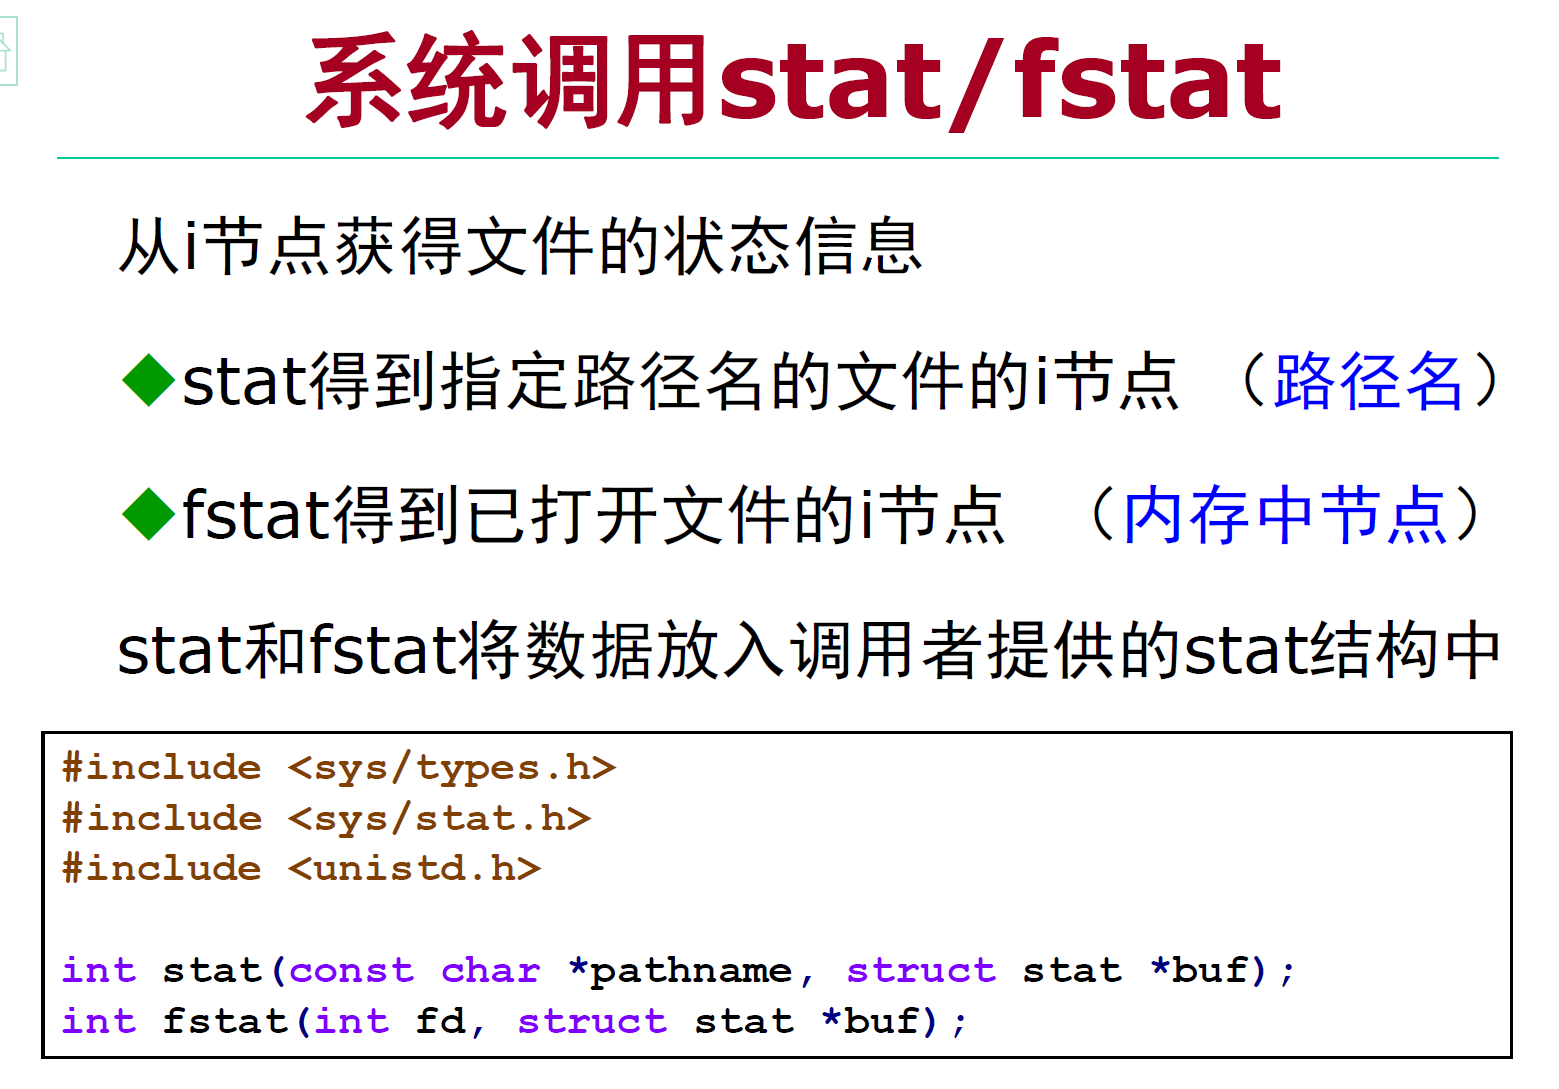 系统调用stat/fstat
从i节点获得文件的状态信息
◆stat得到指定路径名的文件的i节点 （路径名）
◆fstat得到已打开文件的i节点 （内存中节点）
stat和fstat将数据放入调用者提供的stat结构中
#include <sys/types.h>
#include <sys/stat.h>
#include <unistd.h>
int stat(const char *pathname, struct stat *buf);
int fstat(int fd, struct stat *buf);